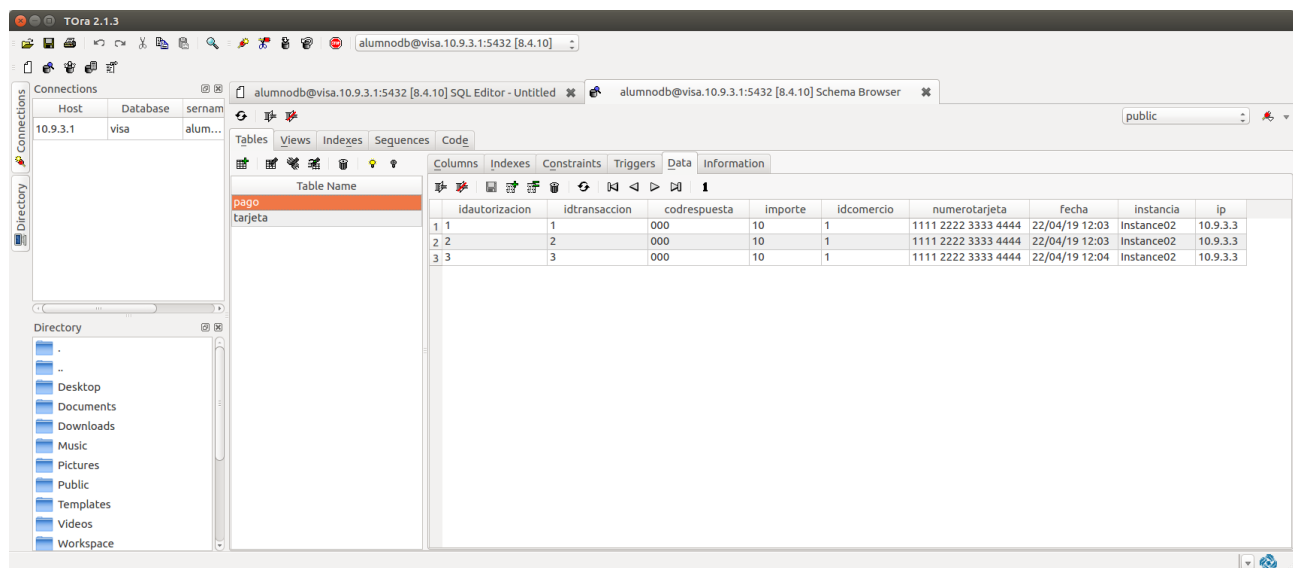 TOra 2.1.3
alumnodb@visa.10.9.3.1:5432 [8.4.10]
Connections
Directory
Connections
Host Database sernam
10.9.3.1 visa alum...
Directory
.
..
Desktop
Documents
Downloads
Music
Pictures
Public
Templates
Videos
Workspace
alumnodb@visa.10.9.3.1:5432 [8.4.10] SQL Editor - Untitled
alumnodb@visa.10.9.3.1:5432 [8.4.10] Schema Browser
public
Tables Views Indexes Sequences Code
Table Name
pago
tarjeta
Columns Indexes Constraints Triggers Data Information
1
idautorizacion idtransaccion codrespuesta importe idcomercio numerotarjeta fecha instancia ip
1 1 1 000 10 1 1111 2222 3333 4444 22/04/19 12:03 Instance02 10.9.3.3
2 2 2 000 10 1 1111 2222 3333 4444 22/04/19 12:03 Instance02 10.9.3.3
3 3 3 000 10 1 1111 2222 3333 4444 22/04/19 12:04 Instance02 10.9.3.3